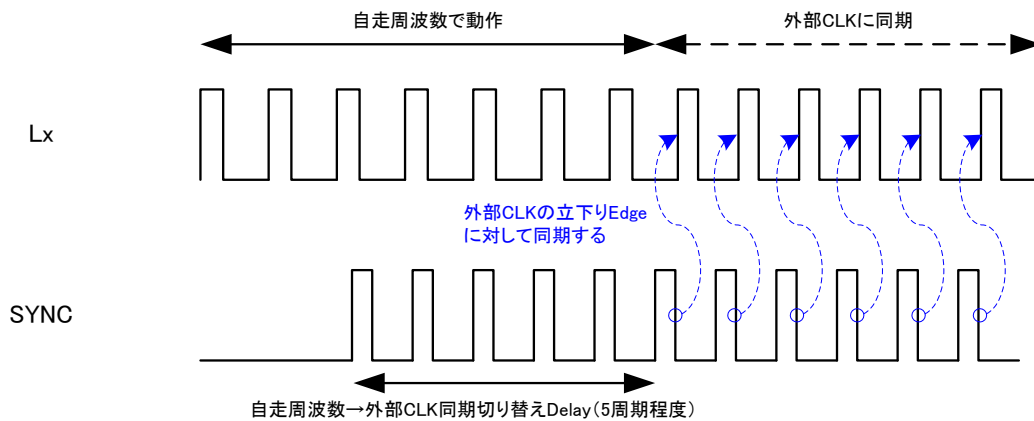 自走周波数で動作
外部CLKに同期
Lx
外部CLKの立下りEdge
に対して同期する
SYNC
自走周波数→外部CLK同期切り替えDelay(5周期程度)